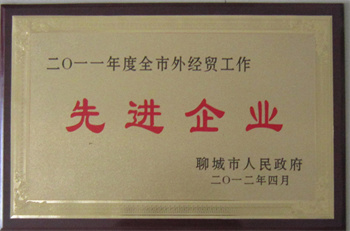 二〇一一年度全市外经贸工作
先进企业
聊城市人民政府
二〇一二年四月